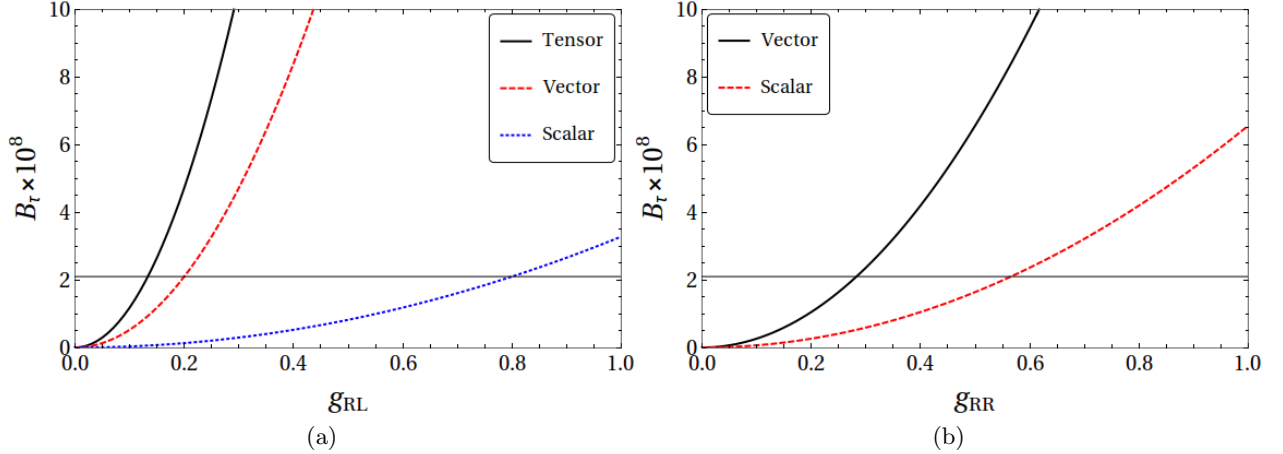 10
8
6
4
2
0
B_τ × 10^8
0.0 0.2 0.4 0.6 0.8 1.0
g_RL
Tensor
Vector
Scalar
(a)
10
8
6
4
2
0
B_τ × 10^8
0.0 0.2 0.4 0.6 0.8 1.0
g_RR
Vector
Scalar
(b)